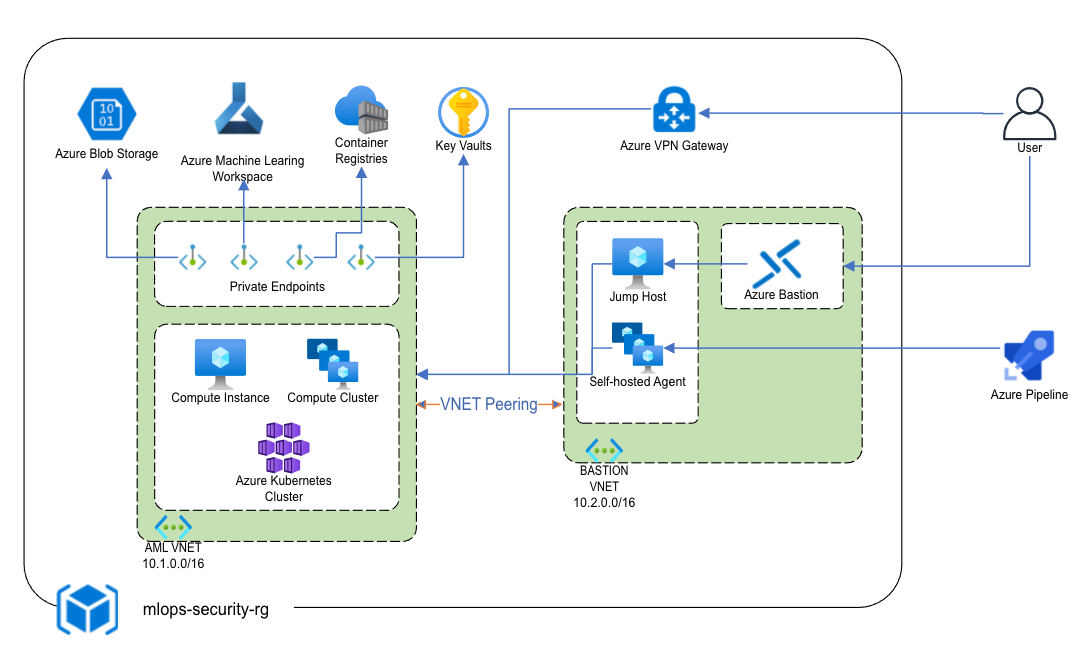 10
01
Azure Blob Storage
Azure Machine Learing
Workspace
Container
Registries
Key Vaults
Azure VPN Gateway
User
Private Endpoints
Jump Host
Azure Bastion
Compute Instance
Compute Cluster
Self-hosted Agent
Azure Pipeline
VNET Peering
Azure Kubernetes
Cluster
BASTION
VNET
10.2.0.0/16
AML VNET
10.1.0.0/16
mlops-security-rg